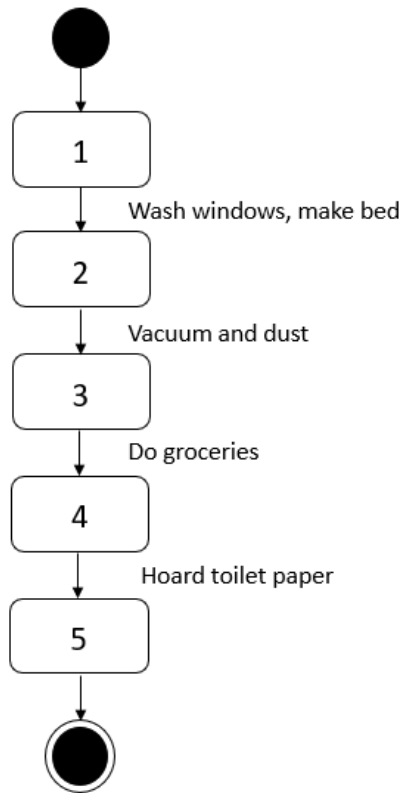 1
Wash windows, make bed
2
Vacuum and dust
3
Do groceries
4
Hoard toilet paper
5